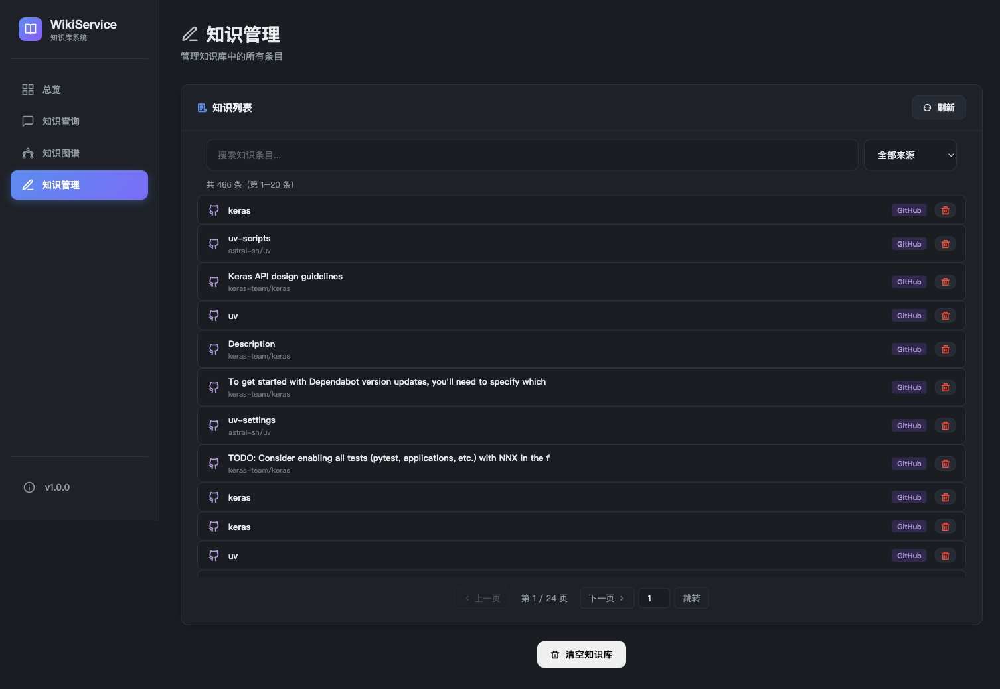 WikiService
知识库系统
总览
知识查询
知识图谱
知识管理
v1.0.0
知识管理
管理知识库中的所有条目
知识列表
刷新
搜索知识条目...
全部来源
共 466 条（第 1–20 条）
keras
GitHub
uv-scripts
astral-sh/uv
GitHub
Keras API design guidelines
keras-team/keras
GitHub
uv
GitHub
Description
keras-team/keras
GitHub
To get started with Dependabot version updates, you'll need to specify which
keras-team/keras
GitHub
uv-settings
astral-sh/uv
GitHub
TODO: Consider enabling all tests (pytest, applications, etc.) with NNX in the f
keras-team/keras
GitHub
keras
GitHub
keras
GitHub
uv
GitHub
‹ 上一页
第 1 / 24 页
下一页 ›
1
跳转
清空知识库